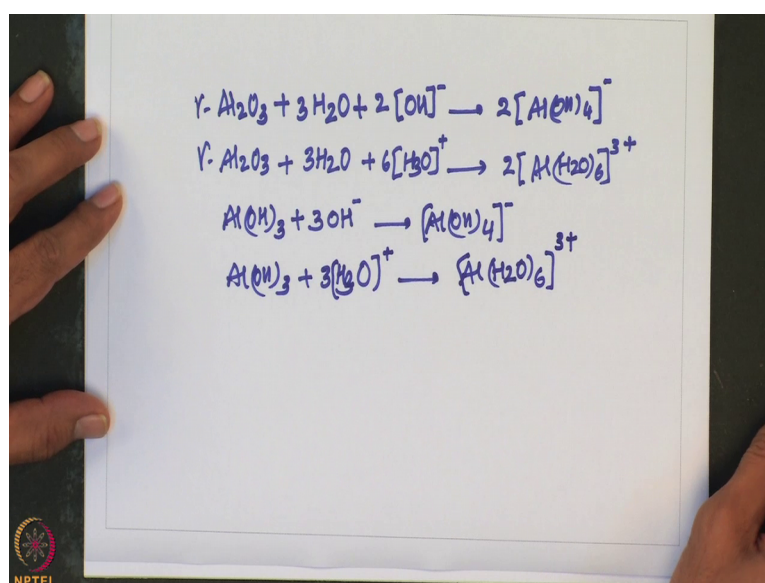 γ- Al2O3 + 3H2O + 2[OH]⁻ ⟶ 2[Al(OH)4]⁻
γ- Al2O3 + 3H2O + 6[H3O]⁺ ⟶ 2[Al(H2O)6]³⁺
Al(OH)3 + 3OH⁻ ⟶ [Al(OH)4]⁻
Al(OH)3 + 3[H3O]⁺ ⟶ [Al(H2O)6]³⁺
NPTEL